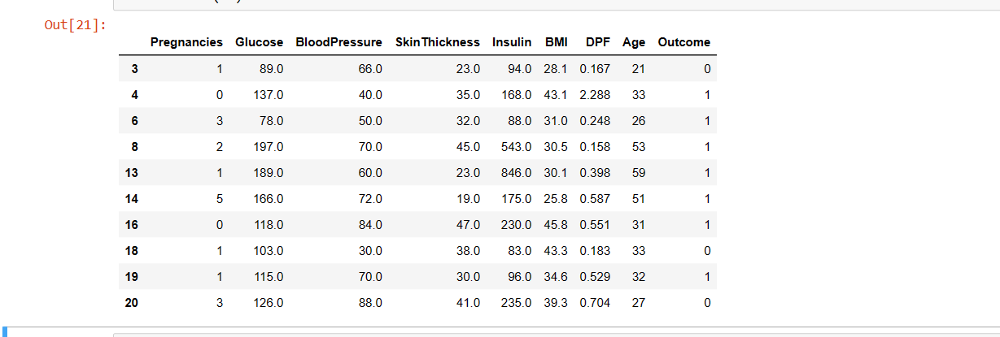 Out[21]:
Pregnancies Glucose BloodPressure SkinThickness Insulin BMI DPF Age Outcome
3 1 89.0 66.0 23.0 94.0 28.1 0.167 21 0
4 0 137.0 40.0 35.0 168.0 43.1 2.288 33 1
6 3 78.0 50.0 32.0 88.0 31.0 0.248 26 1
8 2 197.0 70.0 45.0 543.0 30.5 0.158 53 1
13 1 189.0 60.0 23.0 846.0 30.1 0.398 59 1
14 5 166.0 72.0 19.0 175.0 25.8 0.587 51 1
16 0 118.0 84.0 47.0 230.0 45.8 0.551 31 1
18 1 103.0 30.0 38.0 83.0 43.3 0.183 33 0
19 1 115.0 70.0 30.0 96.0 34.6 0.529 32 1
20 3 126.0 88.0 41.0 235.0 39.3 0.704 27 0